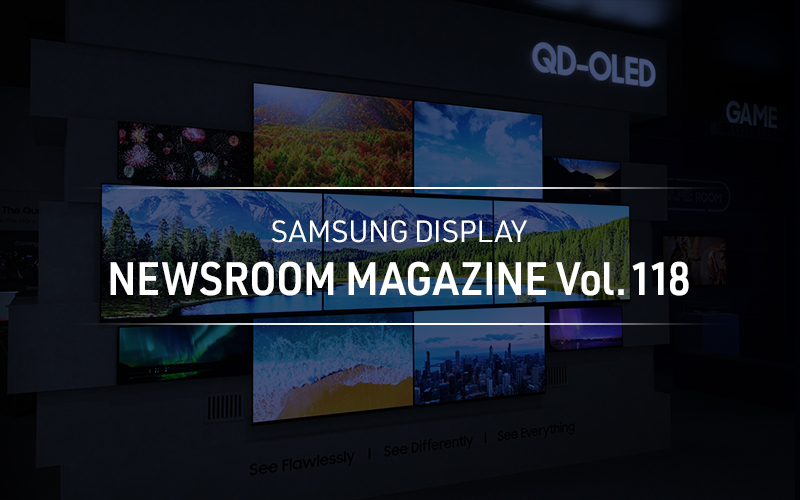 QD-OLED
GAME
SAMSUNG DISPLAY
NEWSROOM MAGAZINE Vol.118
See Flawlessly | See Differently | See Everything